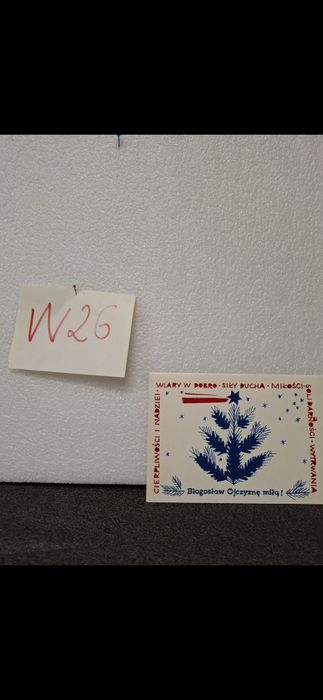 W26
CIERPLIWOŚCI I NADZIEI · WIARY W DOBRO · SIŁY DUCHA · MIŁOŚCI · SOLIDARNOŚCI · WYTRWANIA
Błogosław Ojczyznę miłą!